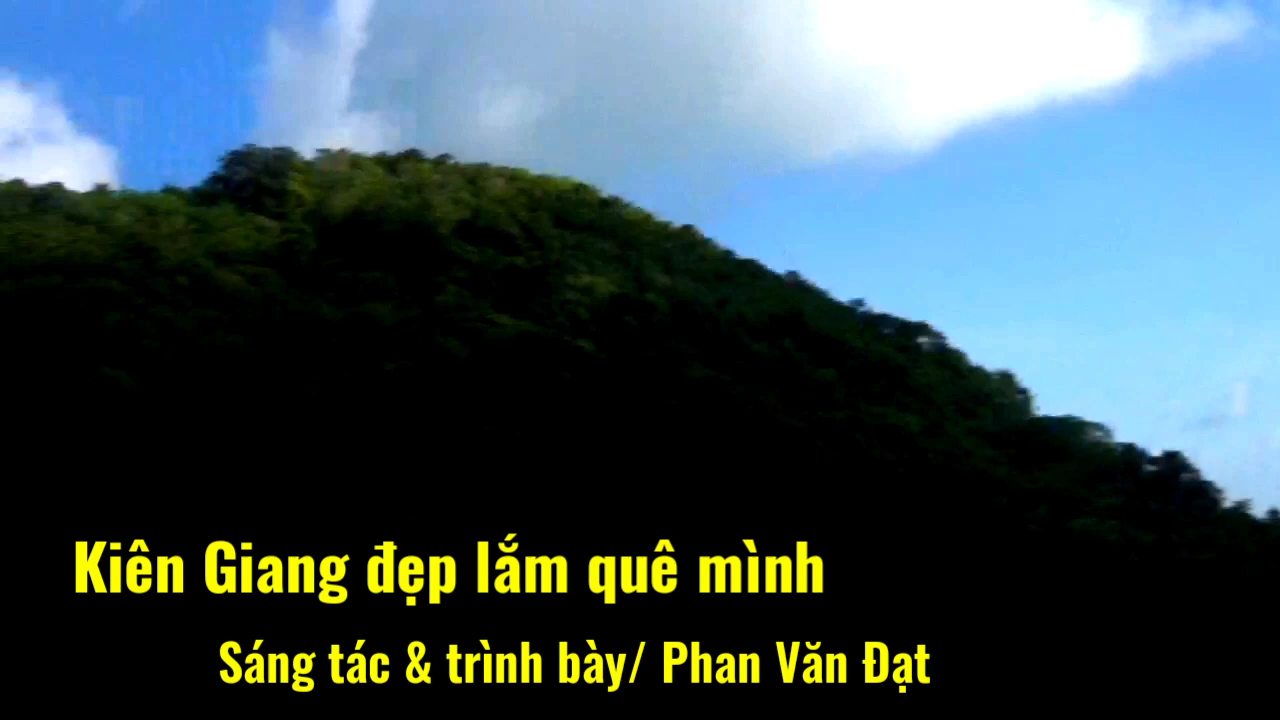 Kiên Giang đẹp lắm quê mình
Sáng tác & trình bày/ Phan Văn Đạt